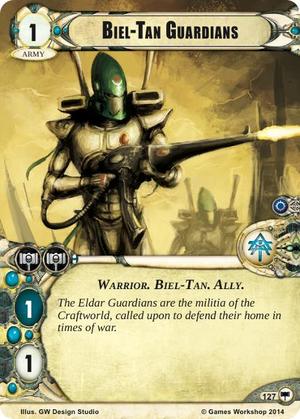 1
ARMY
BIEL-TAN GUARDIANS
WARRIOR. BIEL-TAN. ALLY.
1
The Eldar Guardians are the militia of the
Craftworld, called upon to defend their home in
times of war.
1
127
Illus. GW Design Studio
© Games Workshop 2014